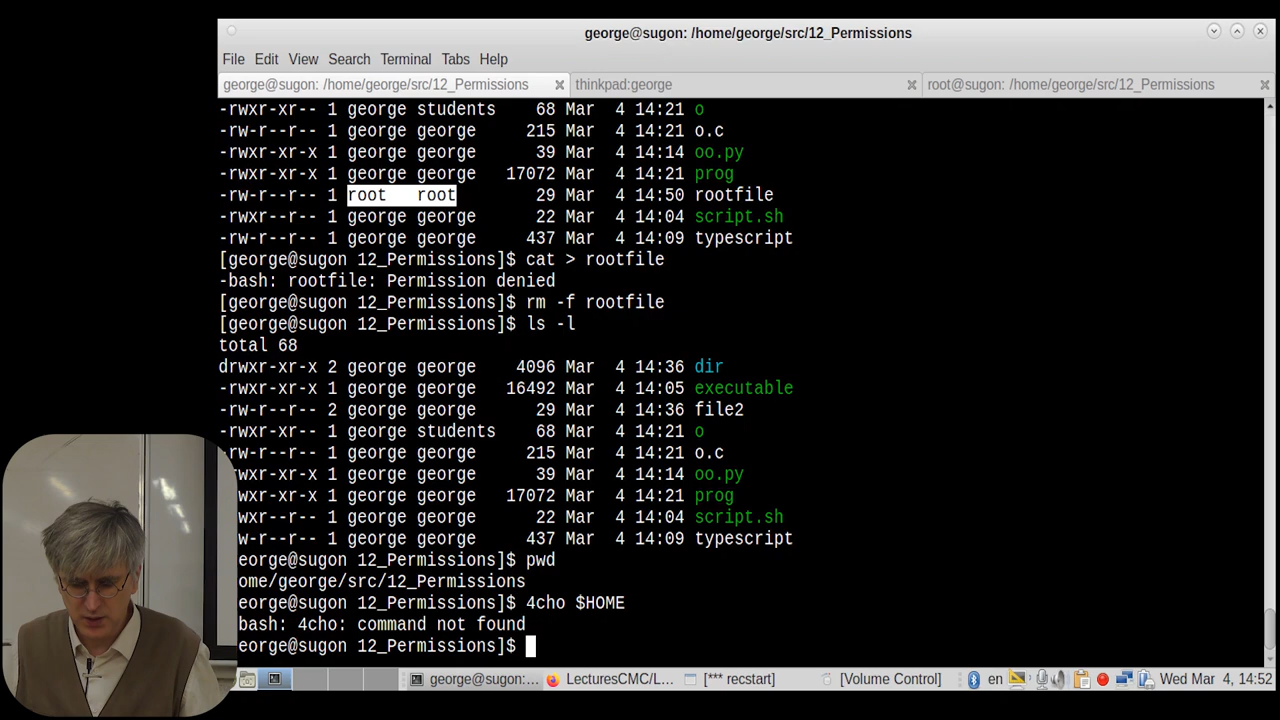 george@sugon: /home/george/src/12_Permissions
File Edit View Search Terminal Tabs Help
george@sugon: /home/george/src/12_Permissions thinkpad:george root@sugon: /home/george/src/12_Permissions
-rwxr-xr-- 1 george students 68 Mar 4 14:21 o
-rw-r--r-- 1 george george 215 Mar 4 14:21 o.c
-rwxr-xr-x 1 george george 39 Mar 4 14:14 oo.py
-rwxr-xr-x 1 george george 17072 Mar 4 14:21 prog
-rw-r--r-- 1 root root 29 Mar 4 14:50 rootfile
-rwxr--r-- 1 george george 22 Mar 4 14:04 script.sh
-rw-r--r-- 1 george george 437 Mar 4 14:09 typescript
[george@sugon 12_Permissions]$ cat > rootfile
-bash: rootfile: Permission denied
[george@sugon 12_Permissions]$ rm -f rootfile
[george@sugon 12_Permissions]$ ls -l
total 68
drwxr-xr-x 2 george george 4096 Mar 4 14:36 dir
-rwxr-xr-x 1 george george 16492 Mar 4 14:05 executable
-rw-r--r-- 2 george george 29 Mar 4 14:36 file2
-rwxr-xr-- 1 george students 68 Mar 4 14:21 o
-rw-r--r-- 1 george george 215 Mar 4 14:21 o.c
wxr-xr-x 1 george george 39 Mar 4 14:14 oo.py
wxr-xr-x 1 george george 17072 Mar 4 14:21 prog
wxr--r-- 1 george george 22 Mar 4 14:04 script.sh
w-r--r-- 1 george george 437 Mar 4 14:09 typescript
eorge@sugon 12_Permissions]$ pwd
ome/george/src/12_Permissions
eorge@sugon 12_Permissions]$ 4cho $HOME
bash: 4cho: command not found
eorge@sugon 12_Permissions]$
george@sugon:... LecturesCMC/L... [*** recstart] [Volume Control] en Wed Mar 4, 14:52